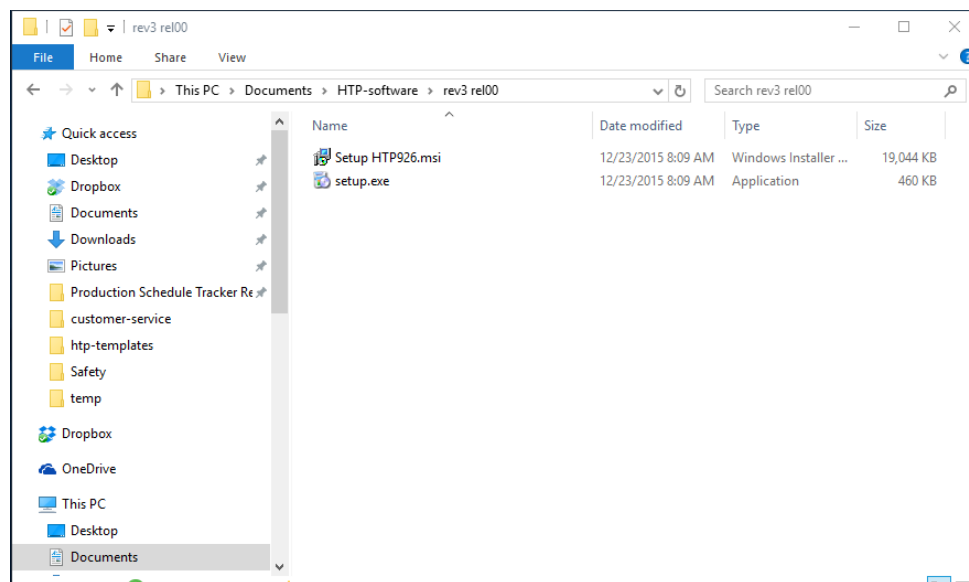 rev3 rel00
File Home Share View
This PC > Documents > HTP-software > rev3 rel00 Search rev3 rel00
Name Date modified Type Size
Setup HTP926.msi 12/23/2015 8:09 AM Windows Installer ... 19,044 KB
setup.exe 12/23/2015 8:09 AM Application 460 KB
Quick access
Desktop
Dropbox
Documents
Downloads
Pictures
Production Schedule Tracker Re
customer-service
htp-templates
Safety
temp
Dropbox
OneDrive
This PC
Desktop
Documents